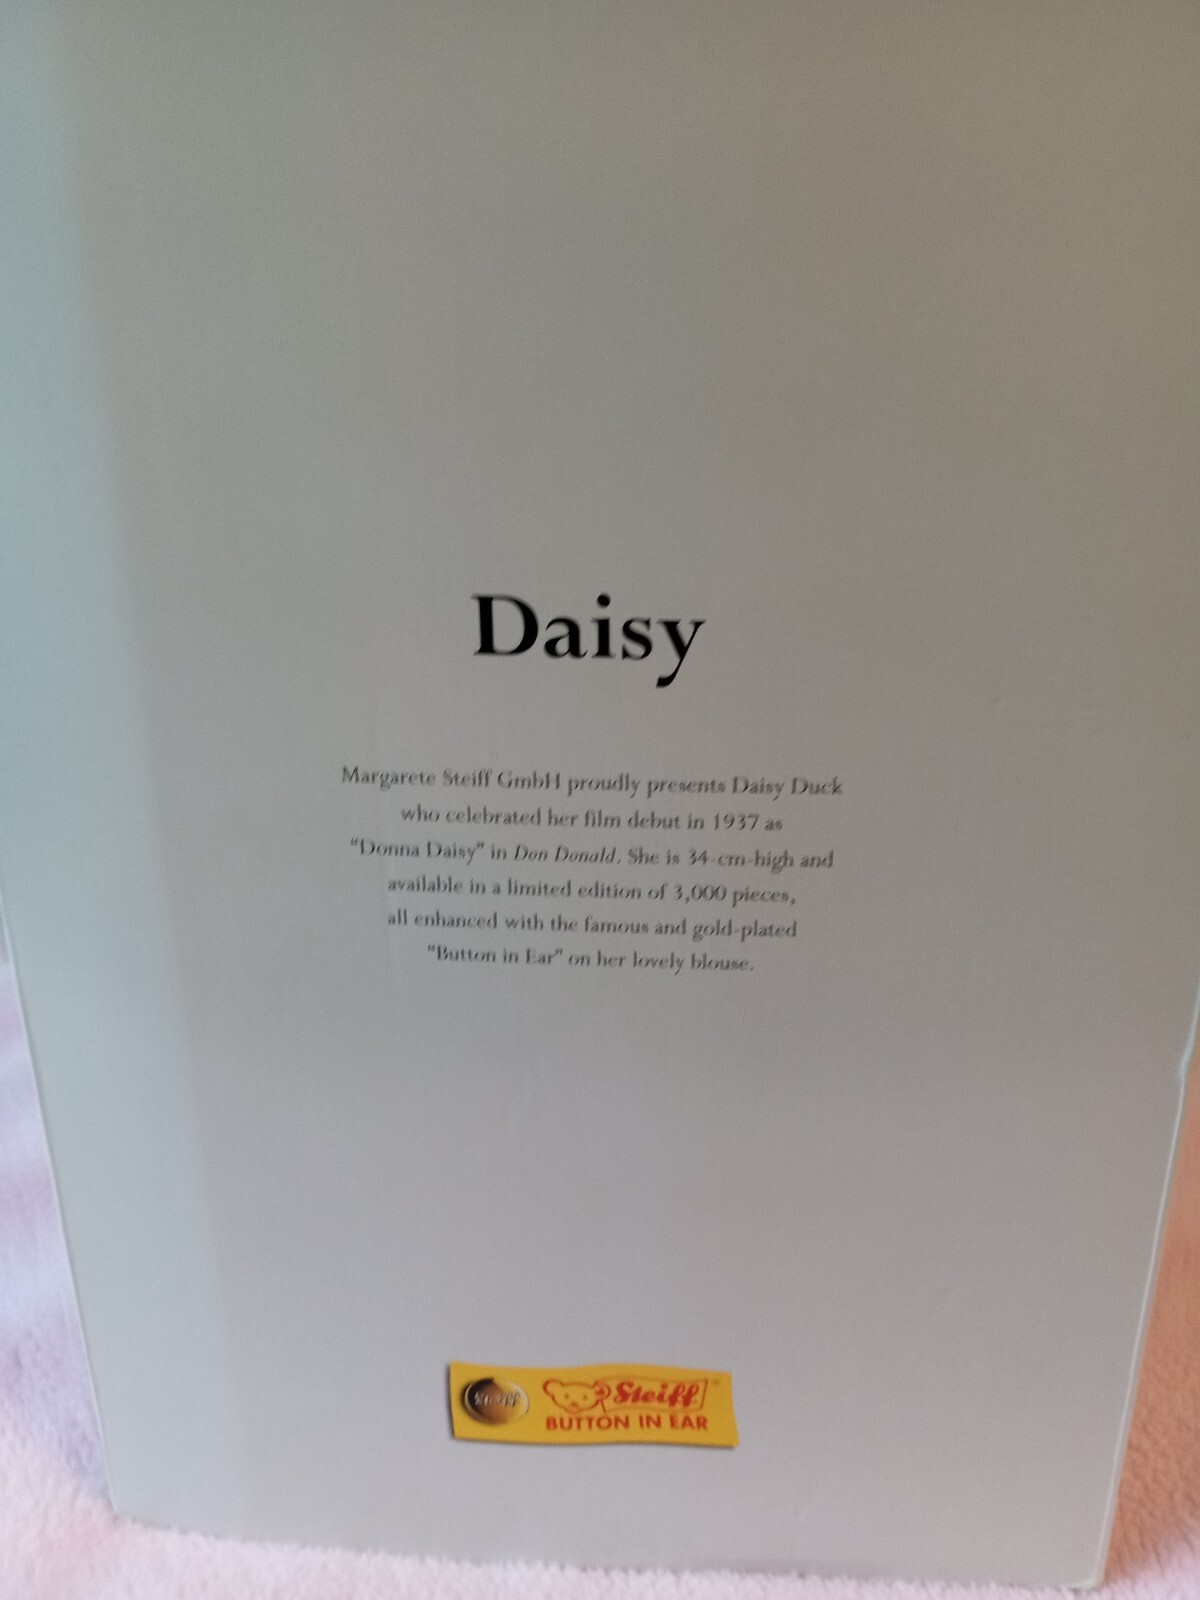 Daisy
Margarete Steiff GmbH proudly presents Daisy Duck
who celebrated her film debut in 1937 as
"Donna Daisy" in Don Donald. She is 34-cm-high and
available in a limited edition of 3,000 pieces,
all enhanced with the famous and gold-plated
"Button in Ear" on her lovely blouse.
Steiff
Steiff
BUTTON IN EAR